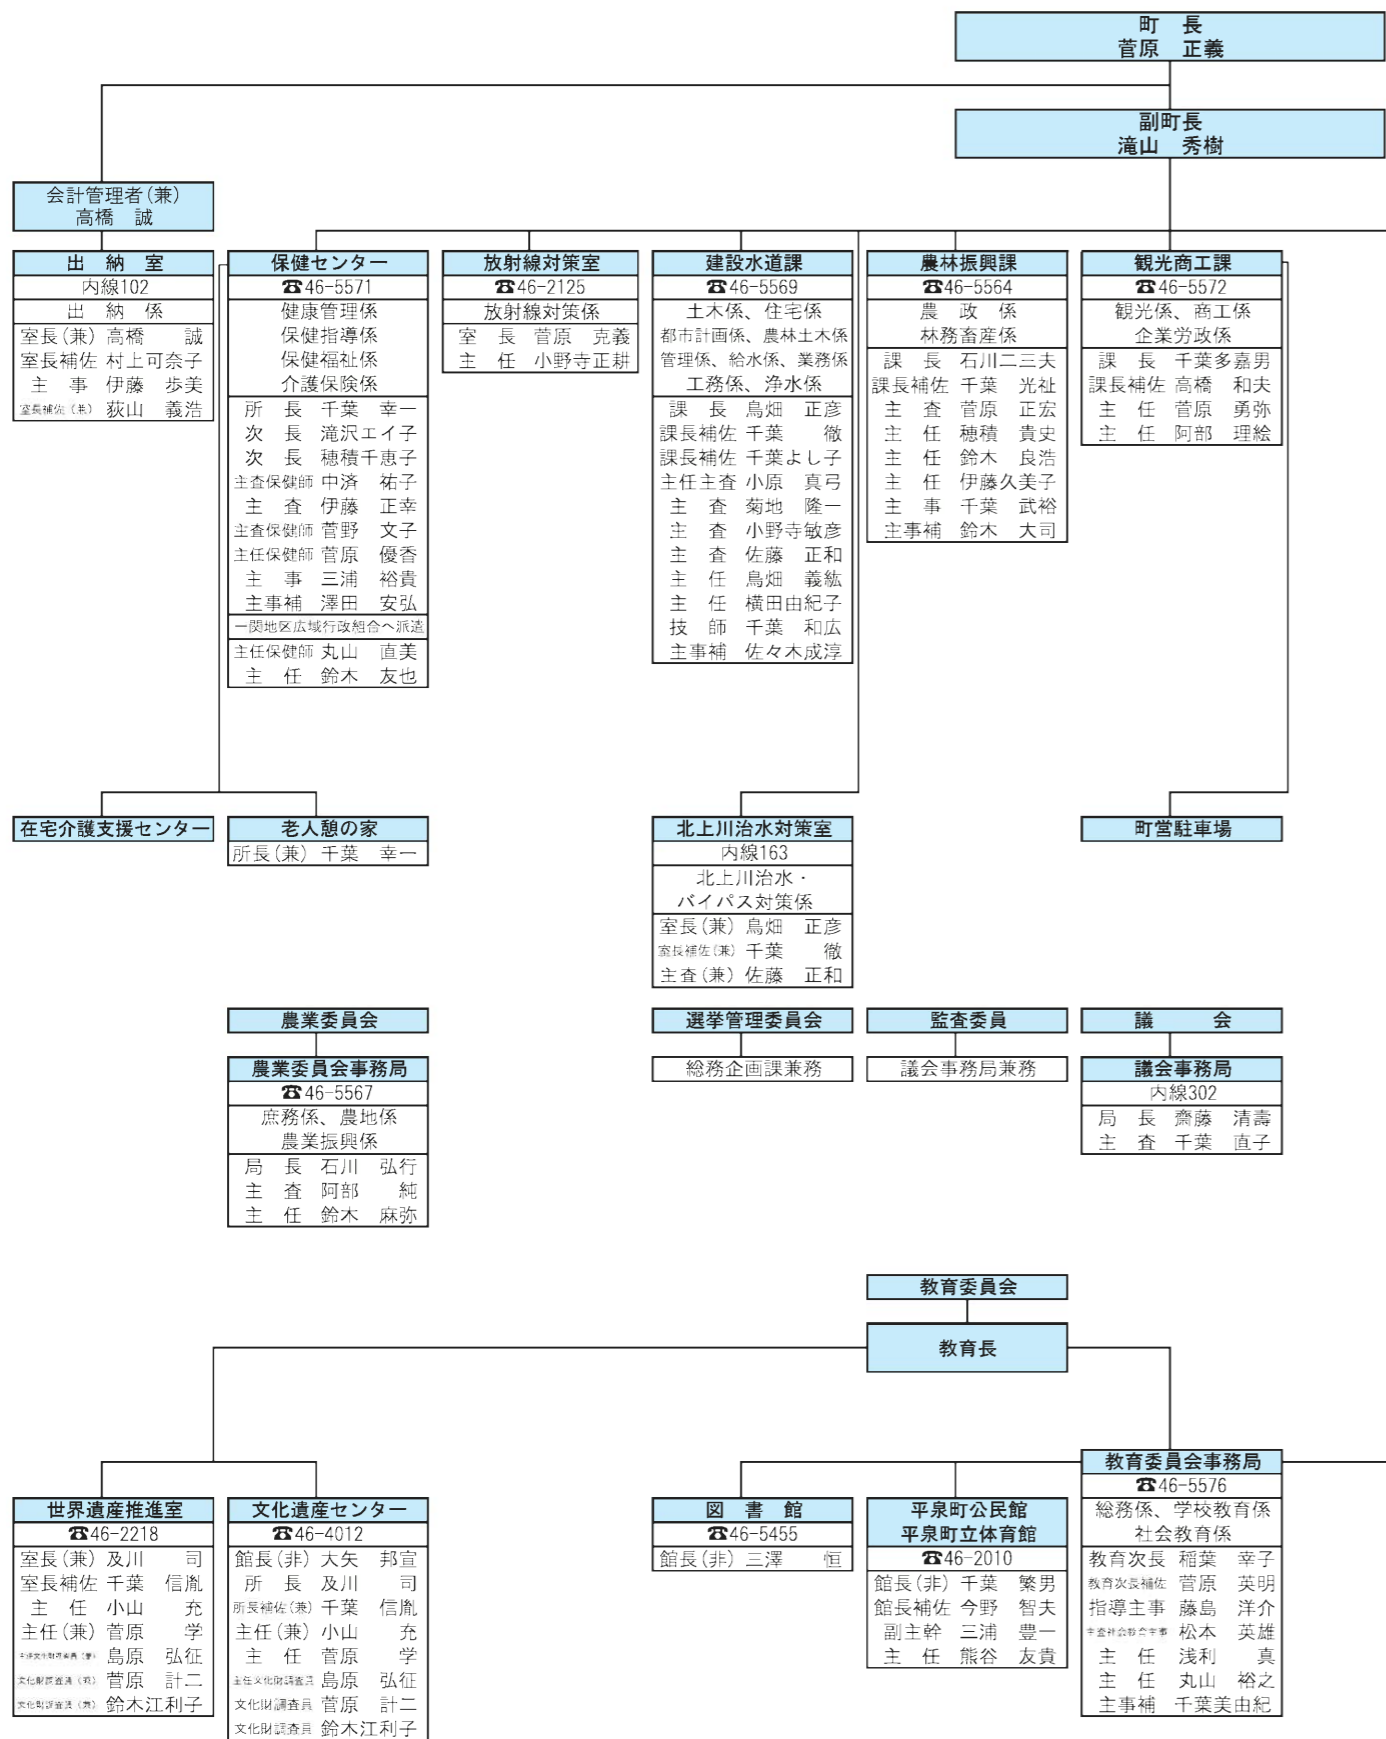 町　長
菅原　正義
副町長
滝山　秀樹
会計管理者（兼）
高橋　誠
出　納　室
内線102
出　納　係
室長（兼）　高橋　誠
室長補佐　村上可奈子
主　事　伊藤　歩美
室長補佐（兼）　荻山　義浩
保健センター
☎46-5571
健康管理係
保健指導係
保健福祉係
介護保険係
所　長　千葉　幸一
次　長　滝沢エイ子
次　長　穂積千恵子
主査保健師　中済　祐子
主　査　伊藤　正幸
主査保健師　菅野　文子
主任保健師　菅原　優香
主　事　三浦　裕貴
主事補　澤田　安弘
一関地区広域行政組合へ派遣
主任保健師　丸山　直美
主　任　鈴木　友也
放射線対策室
☎46-2125
放射線対策係
室　長　菅原　克義
主　任　小野寺正耕
建設水道課
☎46-5569
土木係、住宅係
都市計画係、農林土木係
管理係、給水係、業務係
工務係、浄水係
課　長　鳥畑　正彦
課長補佐　千葉　徹
課長補佐　千葉よし子
主任主査　小原　真弓
主　査　菊地　隆一
主　査　小野寺敏彦
主　査　佐藤　正和
主　任　鳥畑　義紘
主　任　横田由紀子
技　師　千葉　和広
主事補　佐々木成淳
農林振興課
☎46-5564
農　政　係
林務畜産係
課　長　石川二三夫
課長補佐　千葉　光祉
主　査　菅原　正宏
主　任　穂積　貴史
主　任　鈴木　良浩
主　任　伊藤久美子
主　事　千葉　武裕
主事補　鈴木　大司
観光商工課
☎46-5572
観光係、商工係
企業労政係
課　長　千葉多嘉男
課長補佐　高橋　和夫
主　任　菅原　勇弥
主　任　阿部　理絵
在宅介護支援センター
老人憩の家
所長（兼）　千葉　幸一
北上川治水対策室
内線163
北上川治水・
バイパス対策係
室長（兼）　鳥畑　正彦
室長補佐（兼）　千葉　徹
主査（兼）　佐藤　正和
町営駐車場
農業委員会
農業委員会事務局
☎46-5567
庶務係、農地係
農業振興係
局　長　石川　弘行
主　査　阿部　純
主　任　鈴木　麻弥
選挙管理委員会
総務企画課兼務
監査委員
議会事務局兼務
議　会
議会事務局
内線302
局　長　齋藤　清壽
主　査　千葉　直子
教育委員会
教育長
世界遺産推進室
☎46-2218
室長（兼）　及川　司
室長補佐　千葉　信胤
主　任　小山　充
主任（兼）　菅原　学
主任文化財調査員（兼）　島原　弘征
文化財調査員（兼）　菅原　計二
文化財調査員（兼）　鈴木江利子
文化遺産センター
☎46-4012
館長（非）　大矢　邦宣
所　長　及川　司
所長補佐（兼）　千葉　信胤
主任（兼）　小山　充
主　任　菅原　学
主任文化財調査員　島原　弘征
文化財調査員　菅原　計二
文化財調査員　鈴木江利子
図　書　館
☎46-5455
館長（非）　三澤　恒
平泉町公民館
平泉町立体育館
☎46-2010
館長（非）　千葉　繁男
館長補佐　今野　智夫
副主幹　三浦　豊一
主　任　熊谷　友貴
教育委員会事務局
☎46-5576
総務係、学校教育係
社会教育係
教育次長　稲葉　幸子
教育次長補佐　菅原　英明
指導主事　藤島　洋介
主査社会教育主事　松本　英雄
主　任　浅利　真
主　任　丸山　裕之
主事補　千葉美由紀